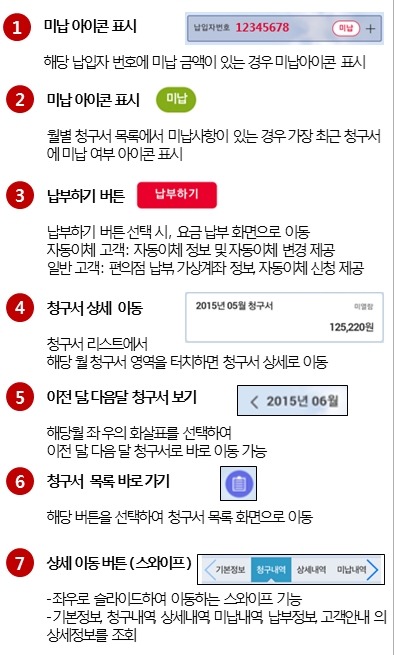 1 미납 아이콘 표시 납입자번호 12345678 미납 +
해당 납입자 번호에 미납 금액이 있는 경우 미납아이콘 표시
2 미납 아이콘 표시 미납
월별 청구서 목록에서 미납사항이 있는 경우 가장 최근 청구서
에 미납 여부 아이콘 표시
3 납부하기 버튼 납부하기
납부하기 버튼 선택 시, 요금 납부 화면으로 이동
자동이체 고객: 자동이체 정보 및 자동이체 변경 제공
일반 고객: 편의점 납부 가상계좌 정보, 자동이체 신청 제공
4 청구서 상세 이동 2015년 05월 청구서 미열람
125,220원
청구서 리스트에서
해당 월 청구서 영역을 터치하면 청구서 상세로 이동
5 이전 달,다음달 청구서 보기 < 2015년 06월
해당월 좌 우의 화살표를 선택하여
이전 달, 다음 달 청구서로 바로 이동 가능
6 청구서 목록 바로 가기
해당 버튼을 선택하여 청구서 목록 화면으로 이동
7 상세 이동 버튼 ( 스와이프 ) < 기본정보 청구내역 상세내역 미납내역 >
-좌우로 슬라이드하여 이동하는 스와이프 기능
-기본정보, 청구내역, 상세내역, 미납내역, 납부정보, 고객안내 의
상세정보를 조회